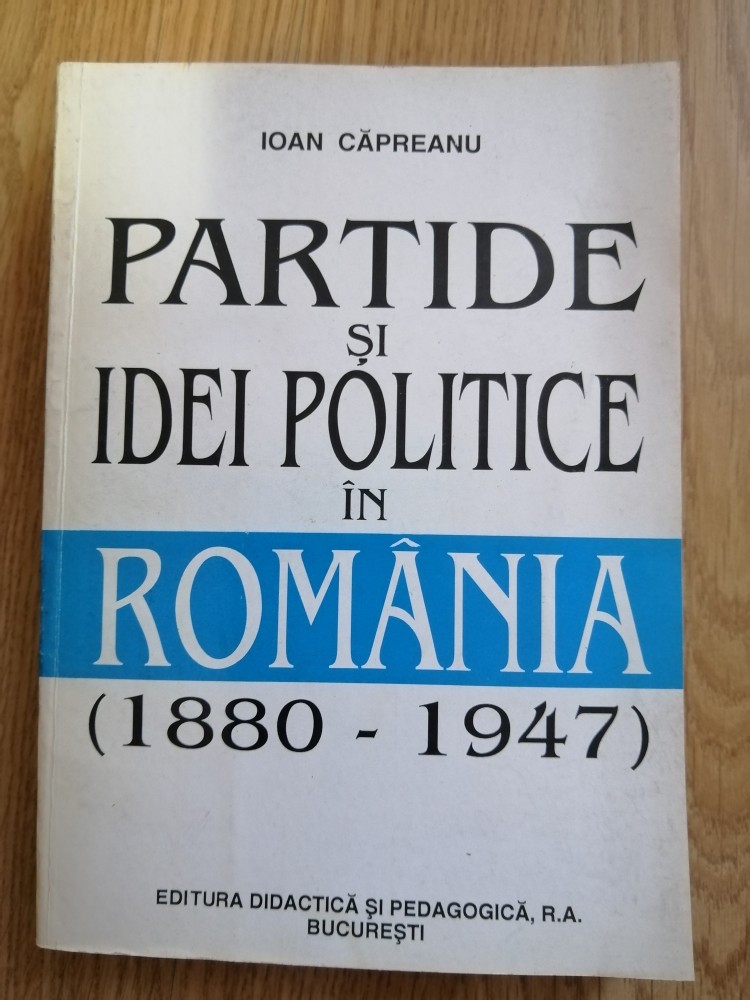 IOAN CĂPREANU
PARTIDE
ȘI
IDEI POLITICE
ÎN
ROMÂNIA
(1880 - 1947)
EDITURA DIDACTICĂ ȘI PEDAGOGICĂ, R.A.
BUCUREȘTI